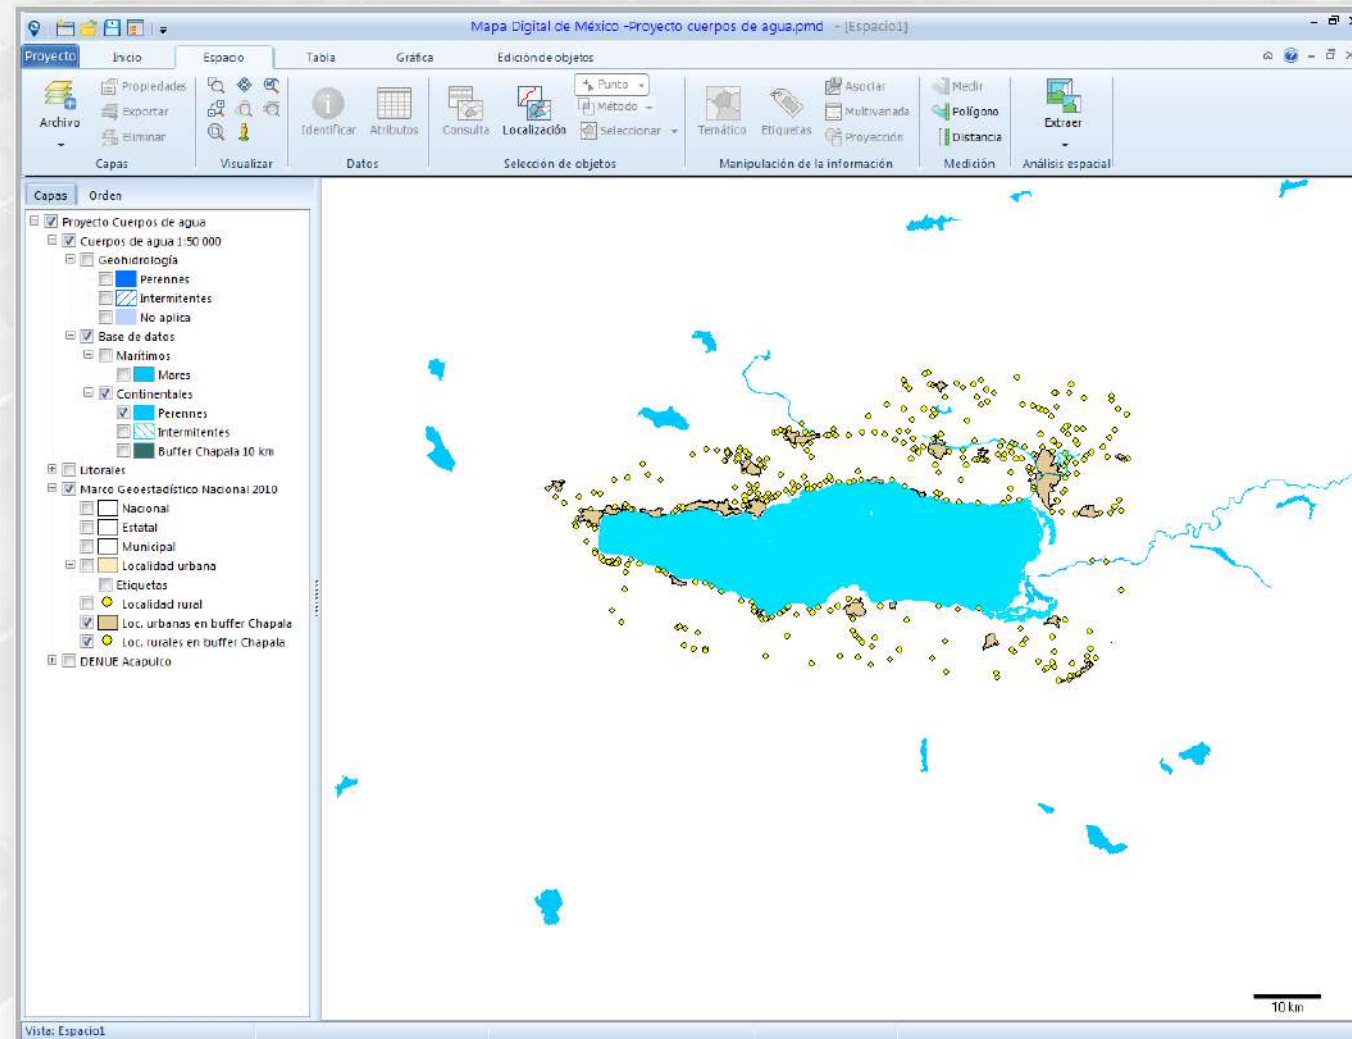 Mapa Digital de México -Proyecto cuerpos de agua.pmd - [Espacio1]
Proyecto Inicio Espacio Tabla Gráfica Edición de objetos
Archivo
Propiedades
Exportar
Eliminar
Capas
Visualizar
Identificar Atributos
Datos
Consulta Localización
Punto
Método
Seleccionar
Selección de objetos
Temático Etiquetas
Asociar
Multivariada
Proyección
Manipulación de la información
Medir
Polígono
Distancia
Medición
Extraer
Análisis espacial
Capas Orden
Proyecto Cuerpos de agua
Cuerpos de agua 1:50 000
Geohidrología
Perennes
Intermitentes
No aplica
Base de datos
Marítimos
Mares
Continentales
Perennes
Intermitentes
Buffer Chapala 10 km
Litorales
Marco Geoestadístico Nacional 2010
Nacional
Estatal
Municipal
Localidad urbana
Etiquetas
Localidad rural
Loc. urbanas en buffer Chapala
Loc. rurales en buffer Chapala
DENUE Acapulco
10 km
Vista: Espacio1